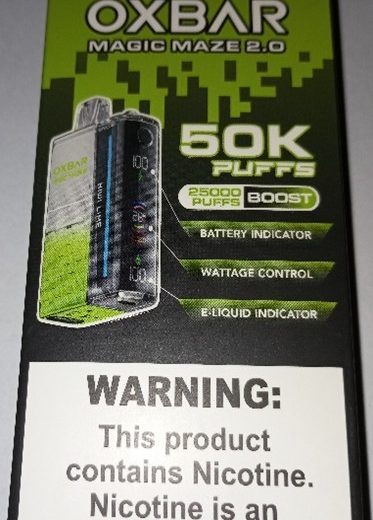 OXBAR
MAGIC MAZE 2.0
50K
PUFFS
25000
PUFFS
BOOST
OXBAR
100
BATTERY INDICATOR
WATTAGE CONTROL
E-LIQUID INDICATOR
WARNING:
This product
contains Nicotine.
Nicotine is an